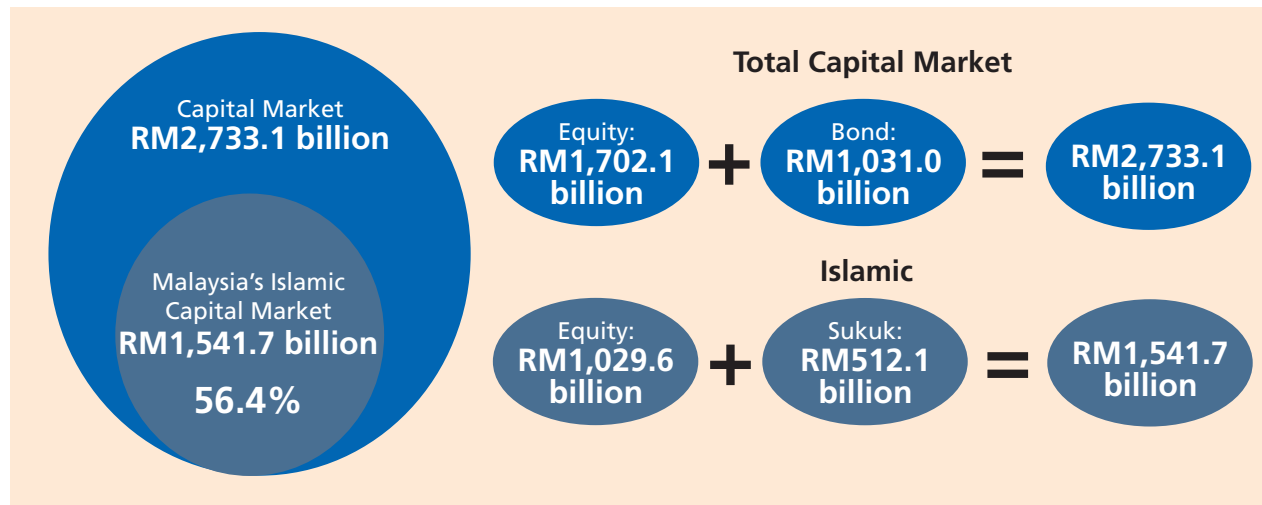 Capital Market
RM2,733.1 billion
Malaysia's Islamic
Capital Market
RM1,541.7 billion
56.4%
Total Capital Market
Equity:
RM1,702.1
billion
+
Bond:
RM1,031.0
billion
=
RM2,733.1
billion
Islamic
Equity:
RM1,029.6
billion
+
Sukuk:
RM512.1
billion
=
RM1,541.7
billion